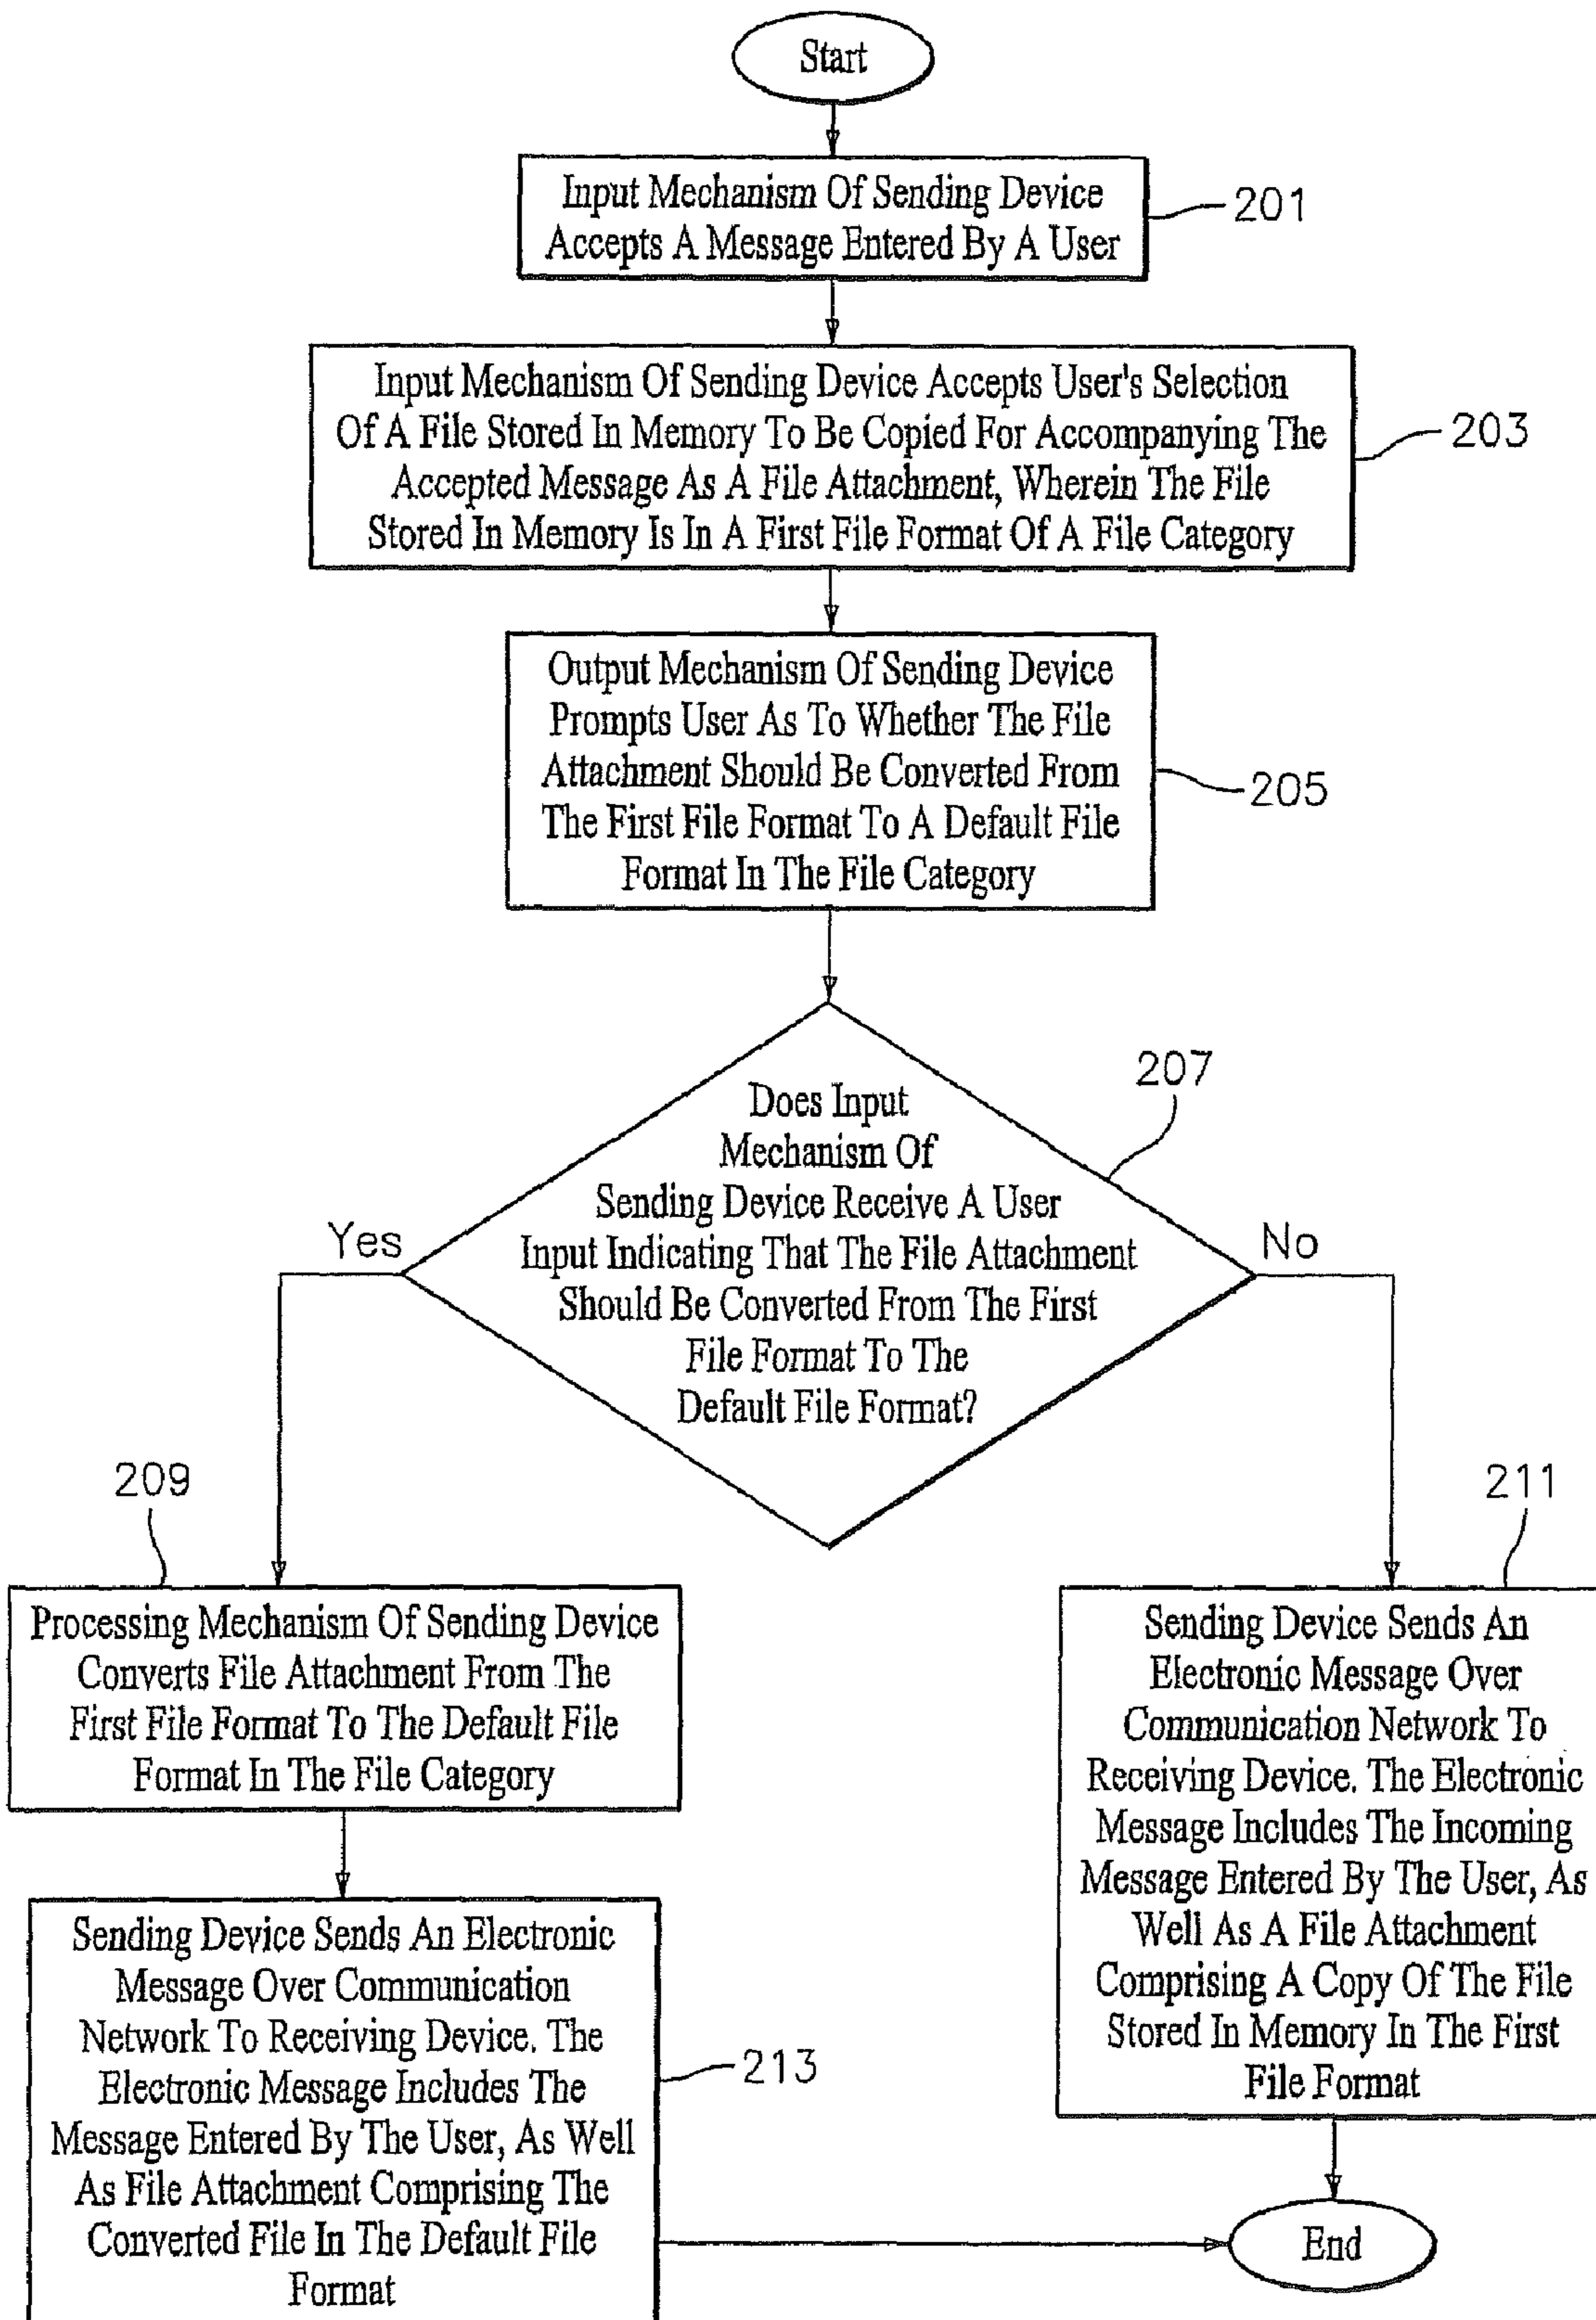 Start
Input Mechanism Of Sending Device
Accepts A Message Entered By A User
201
Input Mechanism Of Sending Device Accepts User's Selection
Of A File Stored In Memory To Be Copied For Accompanying The
Accepted Message As A File Attachment, Wherein The File
Stored In Memory Is In A First File Format Of A File Category
203
Output Mechanism Of Sending Device
Prompts User As To Whether The File
Attachment Should Be Converted From
The First File Format To A Default File
Format In The File Category
205
207
Does Input
Mechanism Of
Sending Device Receive A User
Input Indicating That The File Attachment
Should Be Converted From The First
File Format To The
Default File Format?
Yes
No
209
Processing Mechanism Of Sending Device
Converts File Attachment From The
First File Format To The Default File
Format In The File Category
211
Sending Device Sends An
Electronic Message Over
Communication Network To
Receiving Device. The Electronic
Message Includes The Incoming
Message Entered By The User, As
Well As A File Attachment
Comprising A Copy Of The File
Stored In Memory In The First
File Format
Sending Device Sends An Electronic
Message Over Communication
Network To Receiving Device. The
Electronic Message Includes The
Message Entered By The User, As Well
As File Attachment Comprising The
Converted File In The Default File
Format
213
End